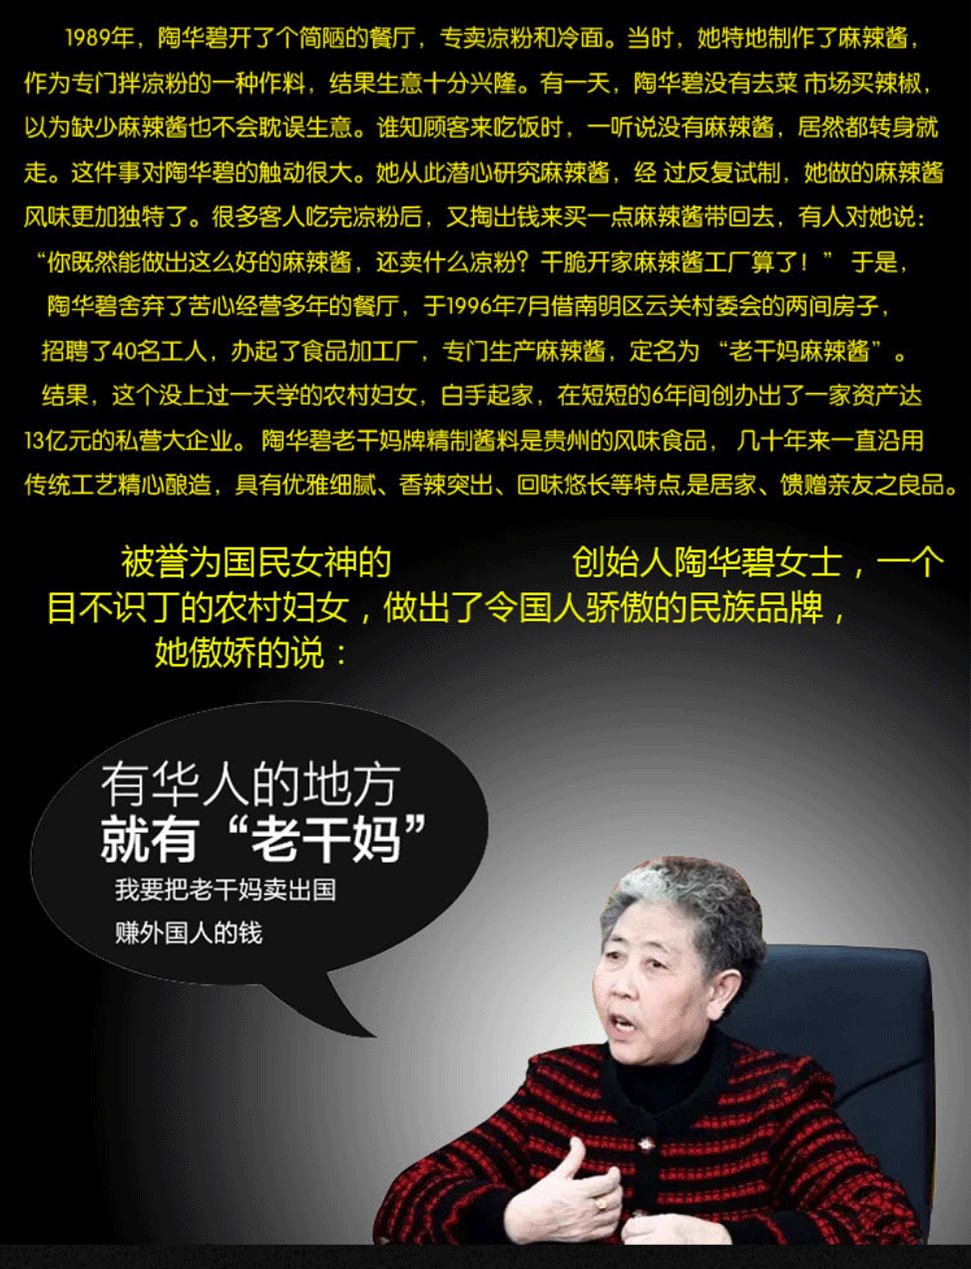 1989年，陶华碧开了个简陋的餐厅，专卖凉粉和冷面。当时，她特地制作了麻辣酱，
作为专门拌凉粉的一种作料，结果生意十分兴隆。有一天，陶华碧没有去菜 市场买辣椒，
以为缺少麻辣酱也不会耽误生意。谁知顾客来吃饭时，一听说没有麻辣酱，居然都转身就
走。这件事对陶华碧的触动很大。她从此潜心研究麻辣酱，经 过反复试制，她做的麻辣酱
风味更加独特了。很多客人吃完凉粉后，又掏出钱来买一点麻辣酱带回去，有人对她说：
“你既然能做出这么好的麻辣酱，还卖什么凉粉？干脆开家麻辣酱工厂算了！” 于是，
陶华碧舍弃了苦心经营多年的餐厅，于1996年7月借南明区云关村委会的两间房子，
招聘了40名工人，办起了食品加工厂，专门生产麻辣酱，定名为 “老干妈麻辣酱”。
结果，这个没上过一天学的农村妇女，白手起家，在短短的6年间创办出了一家资产达
13亿元的私营大企业。 陶华碧老干妈牌精制酱料是贵州的风味食品， 几十年来一直沿用
传统工艺精心酿造，具有优雅细腻、香辣突出、回味悠长等特点,是居家、馈赠亲友之良品。
被誉为国民女神的 创始人陶华碧女士，一个
目不识丁的农村妇女，做出了令国人骄傲的民族品牌，
她傲娇的说：
有华人的地方
就有“老干妈”
我要把老干妈卖出国
赚外国人的钱